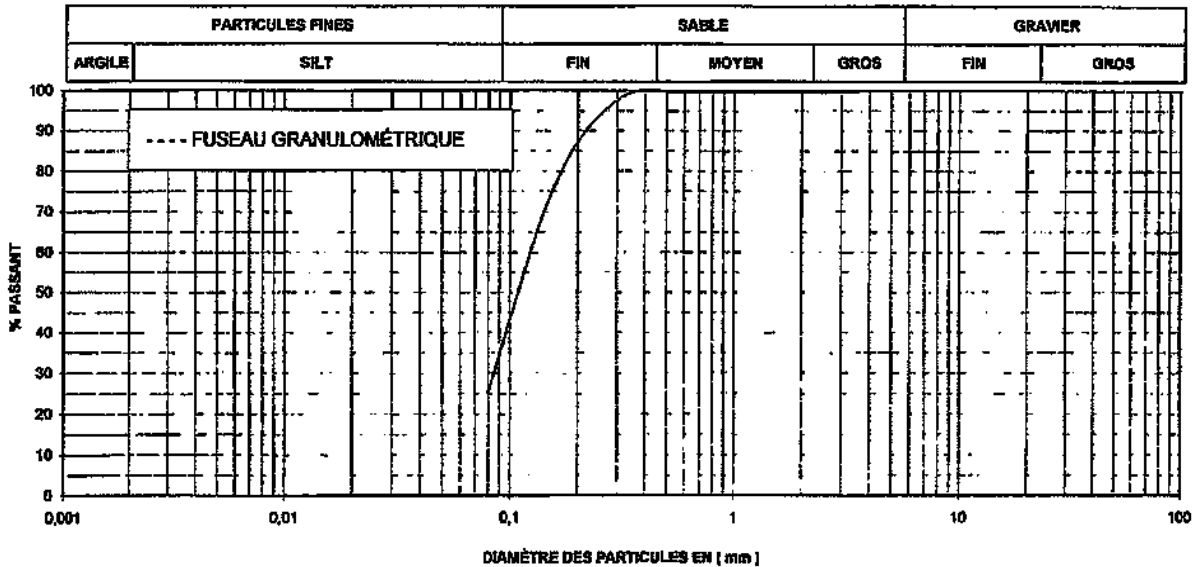 PARTICULES FINES SABLE GRAVIER
ARGILE SILT FIN MOYEN GROS FIN GROS
100
90
80
70
60
50
40
30
20
10
0
% PASSANT
---- FUSEAU GRANULOMÉTRIQUE
0,001 0,01 0,1 1 10 100
DIAMÈTRE DES PARTICULES EN [ mm ]